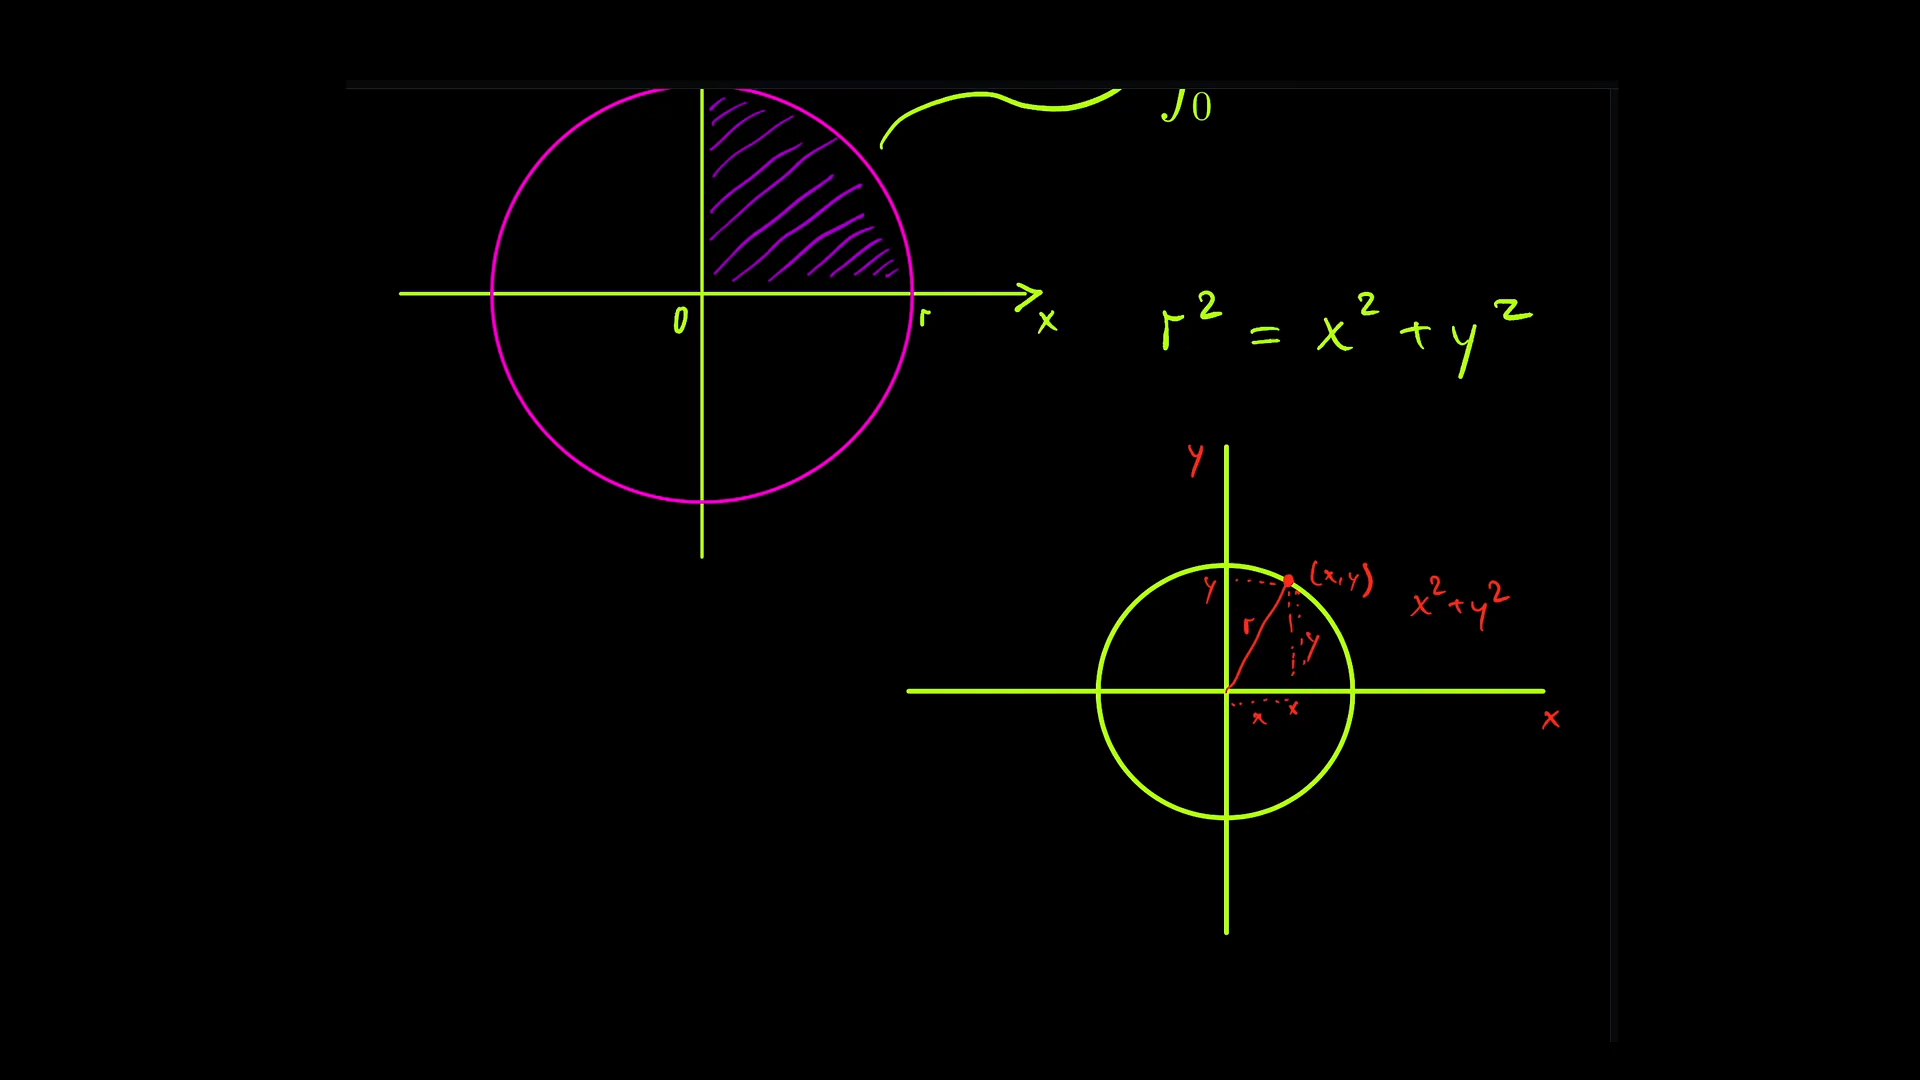 ∫0
0 r x
r² = x² + y²
y
y (x,y) x² + y²
r y
x x x